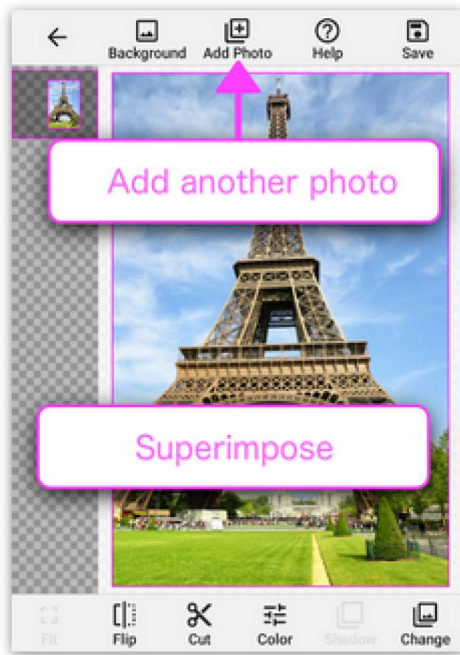 Background Add Photo Help Save
Add another photo
Superimpose
Fit Flip Cut Color Shadow Change